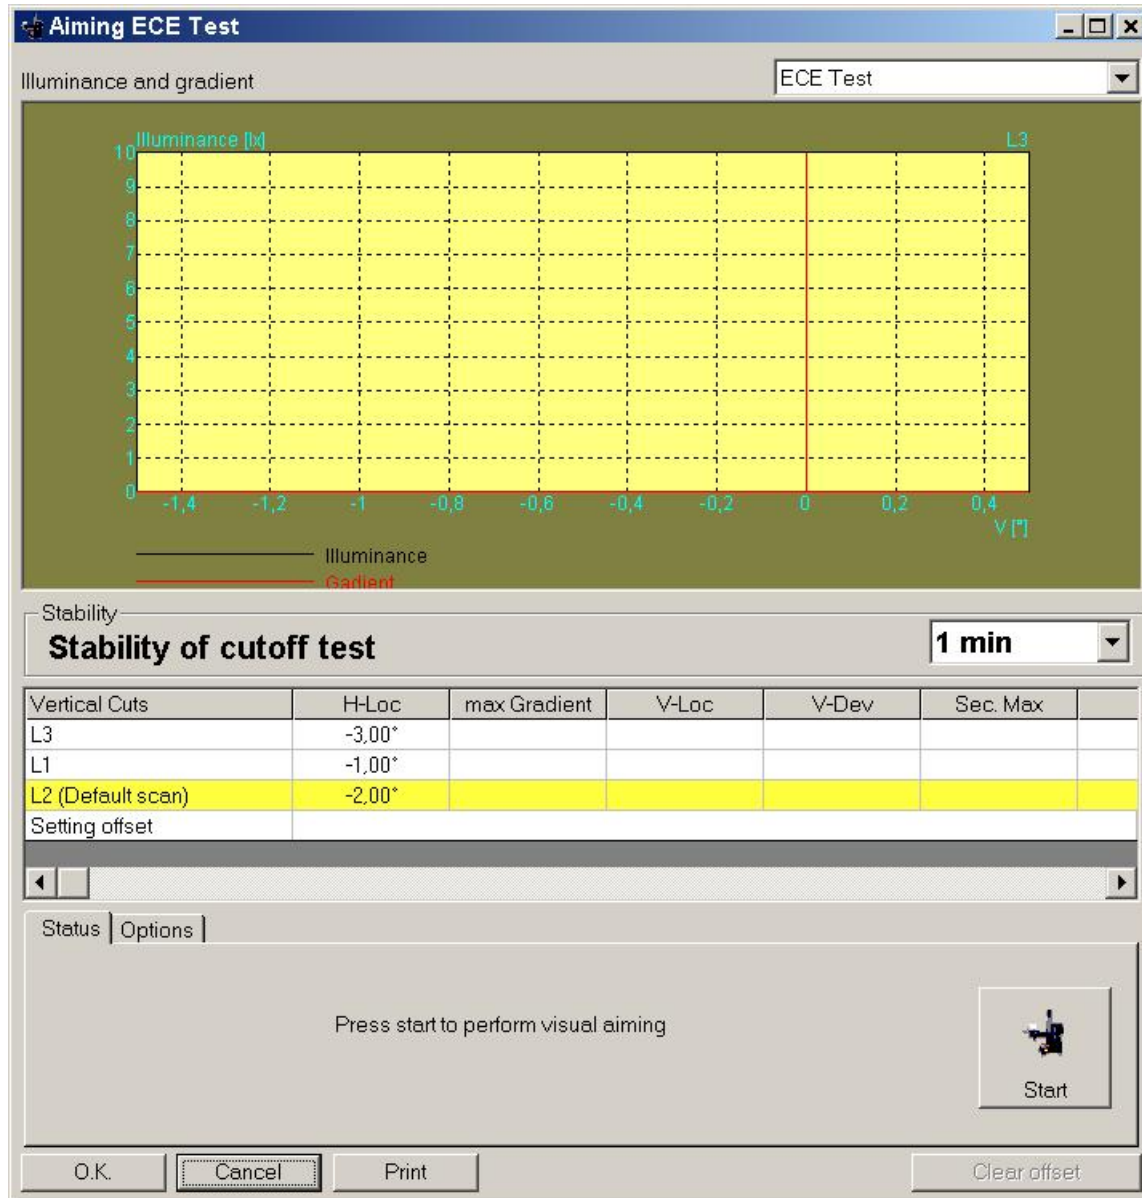 Aiming ECE Test
Illuminance and gradient
ECE Test
Illuminance [lx]
L3
10
9
8
7
6
5
4
3
2
1
0
-1,4 -1,2 -1 -0,8 -0,6 -0,4 -0,2 0 0,2 0,4
V [°]
Illuminance
Gadient
Stability
Stability of cutoff test
1 min
Vertical Cuts H-Loc max Gradient V-Loc V-Dev Sec. Max
L3 -3,00°
L1 -1,00°
L2 (Default scan) -2,00°
Setting offset
Status Options
Press start to perform visual aiming
Start
O.K. Cancel Print Clear offset